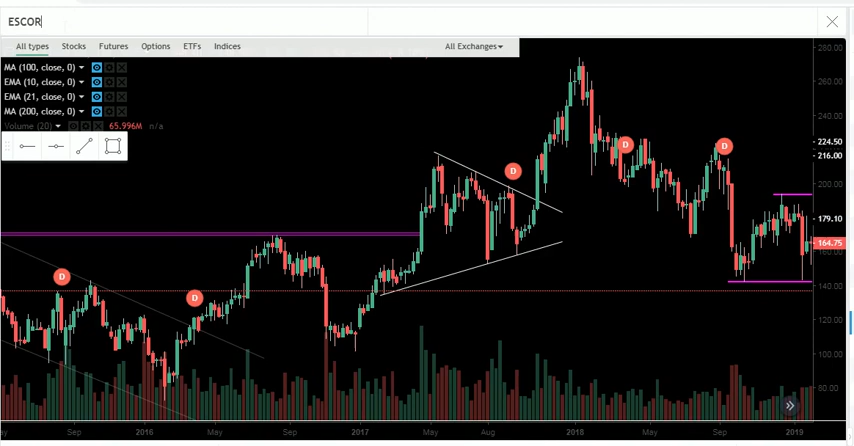 ESCOR
All types Stocks Futures Options ETFs Indices All Exchanges
MA (100, close, 0)
EMA (10, close, 0)
EMA (21, close, 0)
MA (200, close, 0)
Volume (20) 65.996M n/a
280.00
260.00
240.00
224.50
216.00
200.00
179.10
164.75
140.00
120.00
100.00
80.00
D
D
D
D
D
Sep 2016 May Sep 2017 May Aug 2018 May Sep 2019